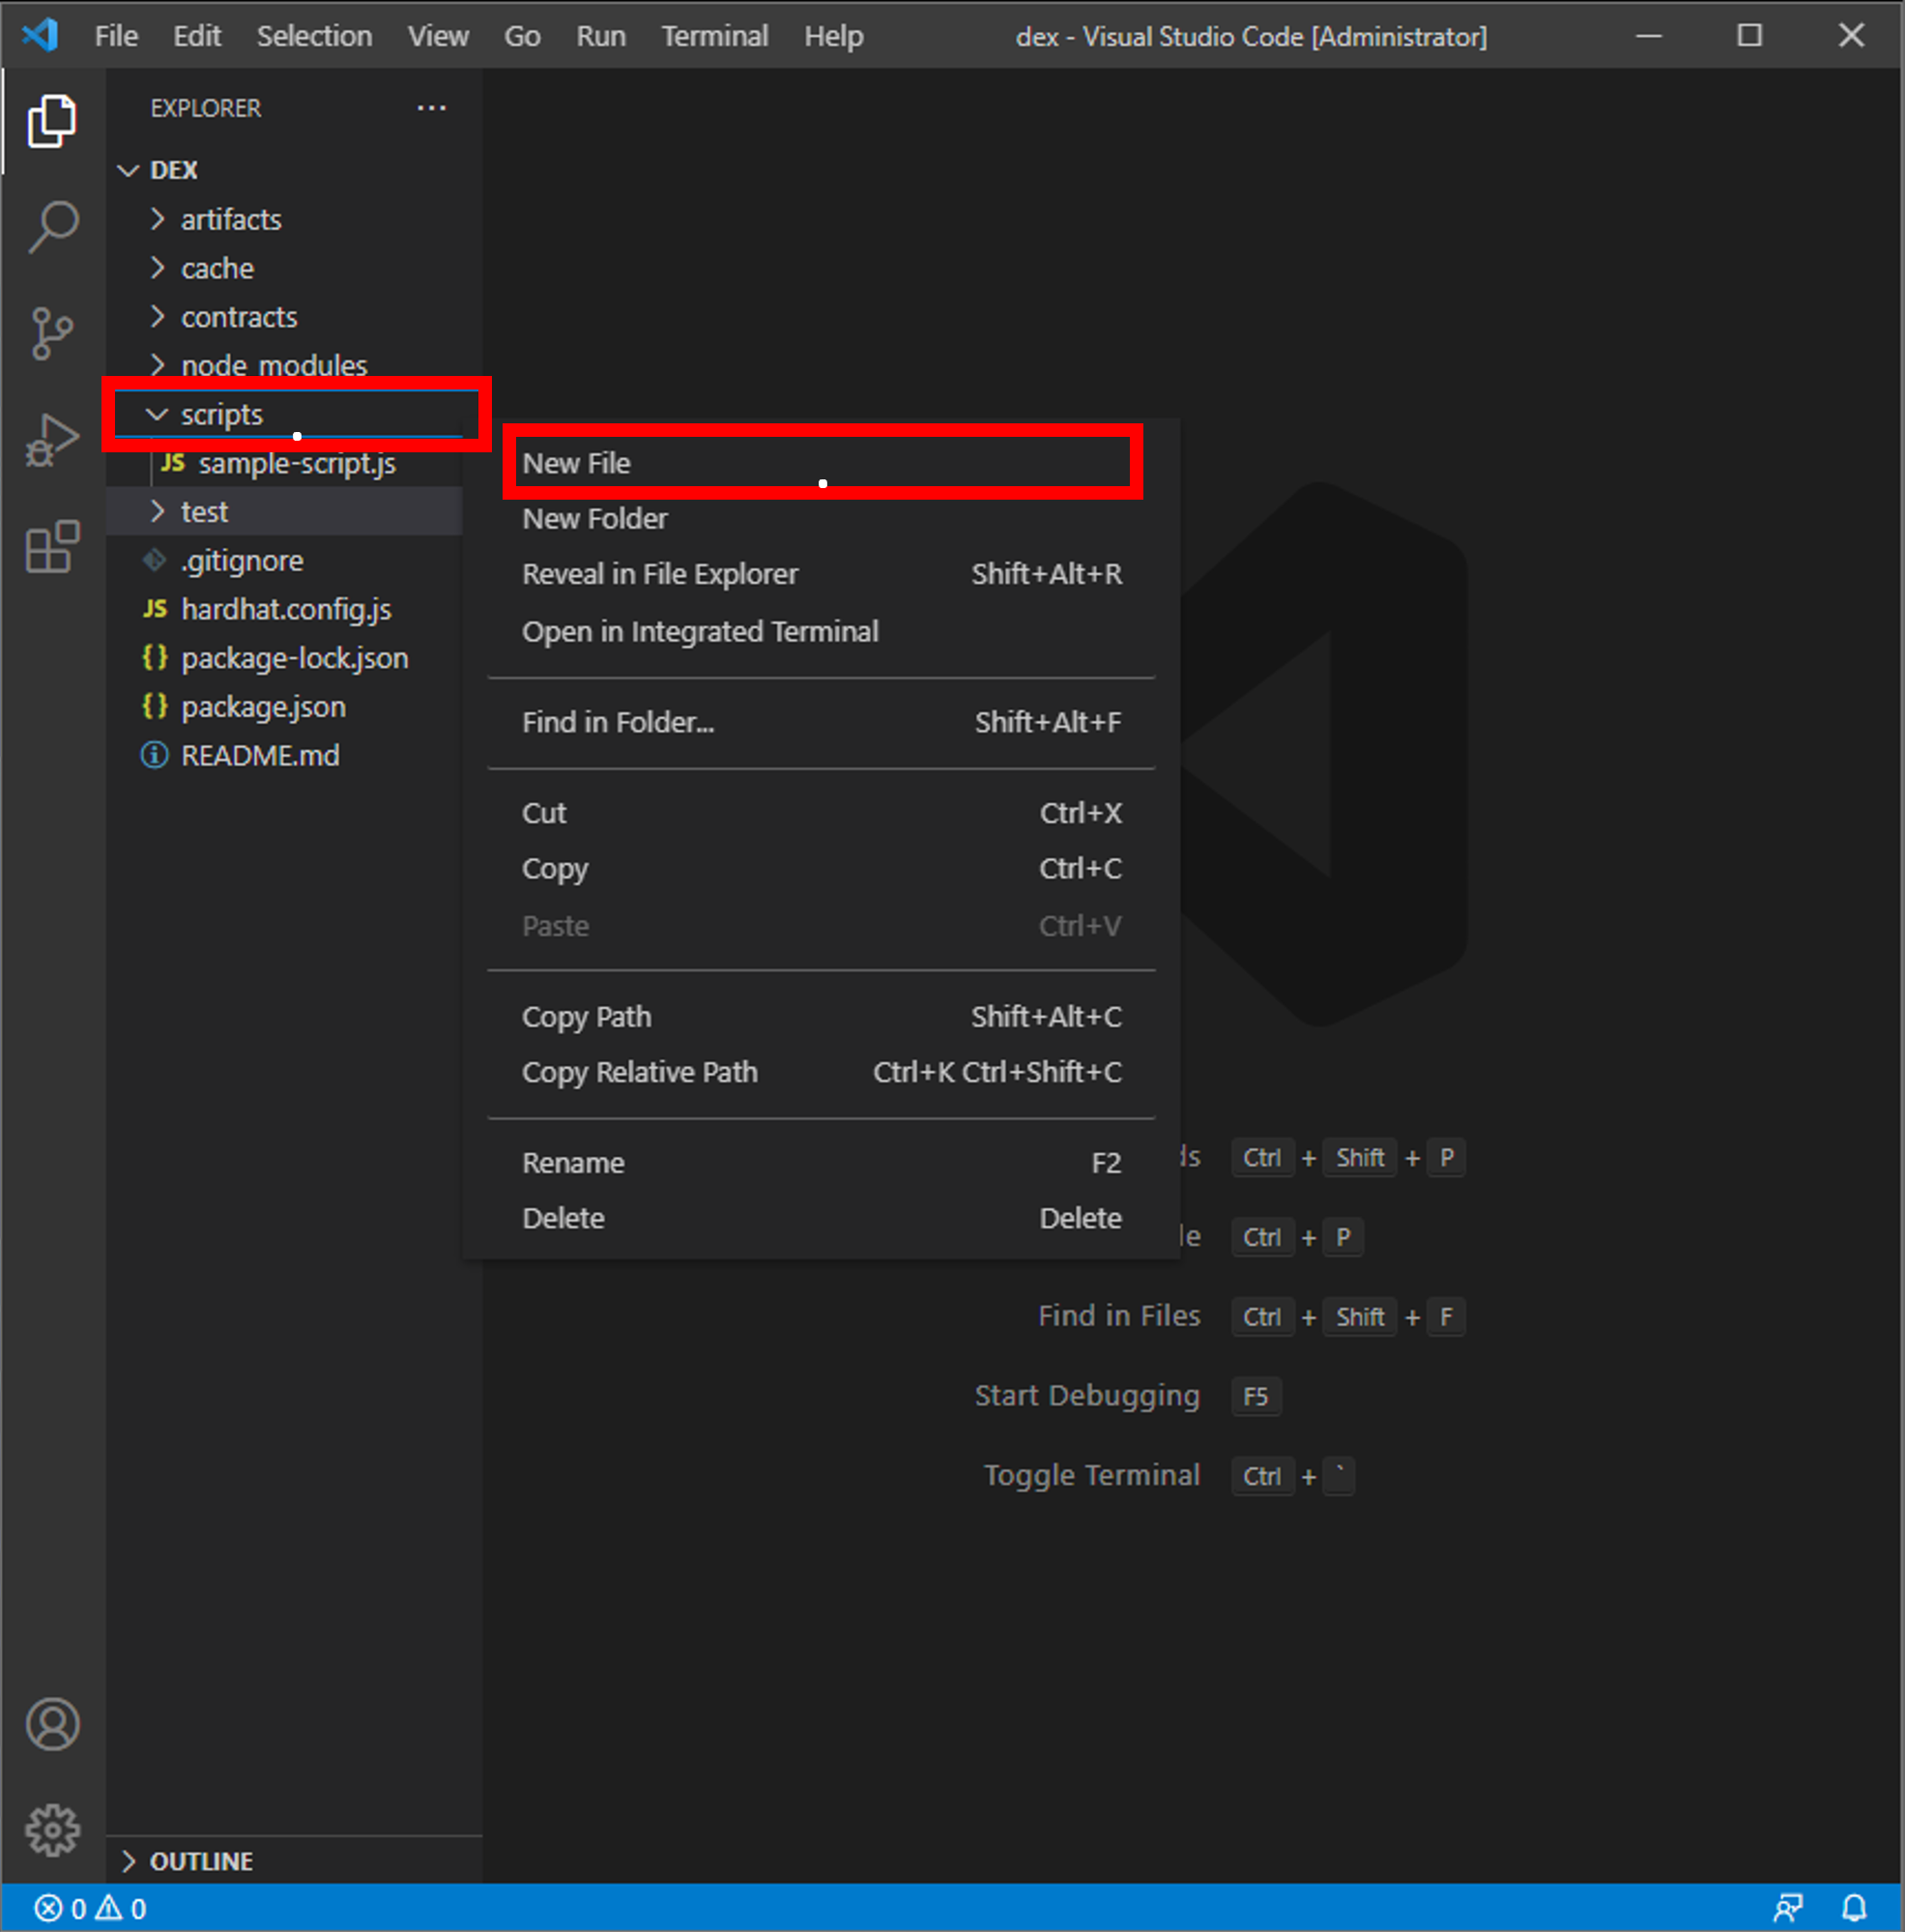 File Edit Selection View Go Run Terminal Help dex - Visual Studio Code [Administrator]
EXPLORER ...
DEX
artifacts
cache
contracts
node_modules
scripts
JS sample-script.js
test
.gitignore
JS hardhat.config.js
{} package-lock.json
{} package.json
README.md
New File
New Folder
Reveal in File Explorer Shift+Alt+R
Open in Integrated Terminal
Find in Folder... Shift+Alt+F
Cut Ctrl+X
Copy Ctrl+C
Paste Ctrl+V
Copy Path Shift+Alt+C
Copy Relative Path Ctrl+K Ctrl+Shift+C
Rename F2
Delete Delete
ds Ctrl + Shift + P
le Ctrl + P
Find in Files Ctrl + Shift + F
Start Debugging F5
Toggle Terminal Ctrl + `
OUTLINE
0 0